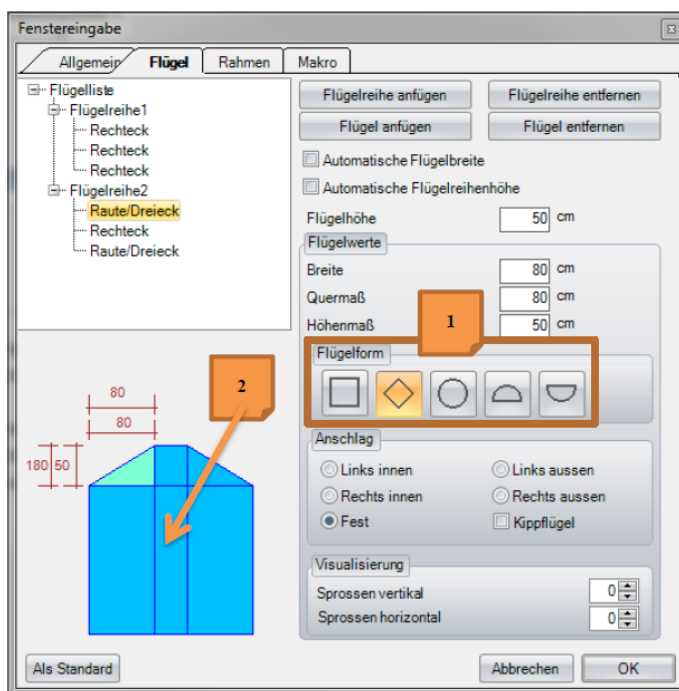 Fenstereingabe
Allgemein Flügel Rahmen Makro
Flügelliste
Flügelreihe1
Rechteck
Rechteck
Rechteck
Flügelreihe2
Raute/Dreieck
Rechteck
Raute/Dreieck
Flügelreihe anfügen Flügelreihe entfernen
Flügel anfügen Flügel entfernen
Automatische Flügelbreite
Automatische Flügelreihenhöhe
Flügelhöhe 50 cm
Flügelwerte
Breite 80 cm
Quermaß 80 cm
Höhenmaß 50 cm
1
Flügelform
2
80
80
180 50
Anschlag
Links innen Links aussen
Rechts innen Rechts aussen
Fest Kippflügel
Visualisierung
Sprossen vertikal 0
Sprossen horizontal 0
Als Standard Abbrechen OK